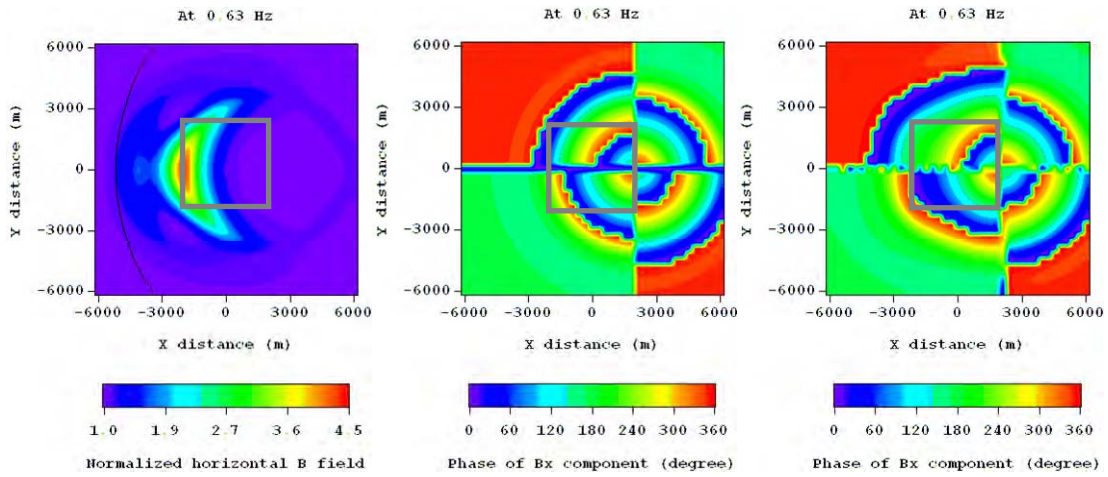 At 0.63 Hz
6000
3000
0
-3000
-6000
Y distance (m)
-6000 -3000 0 3000 6000
X distance (m)
1.0 1.9 2.7 3.6 4.5
Normalized horizontal B field
At 0.63 Hz
6000
3000
0
-3000
-6000
Y distance (m)
-6000 -3000 0 3000 6000
X distance (m)
0 60 120 180 240 300 360
Phase of Bx component (degree)
At 0.63 Hz
6000
3000
0
-3000
-6000
Y distance (m)
-6000 -3000 0 3000 6000
X distance (m)
0 60 120 180 240 300 360
Phase of Bx component (degree)